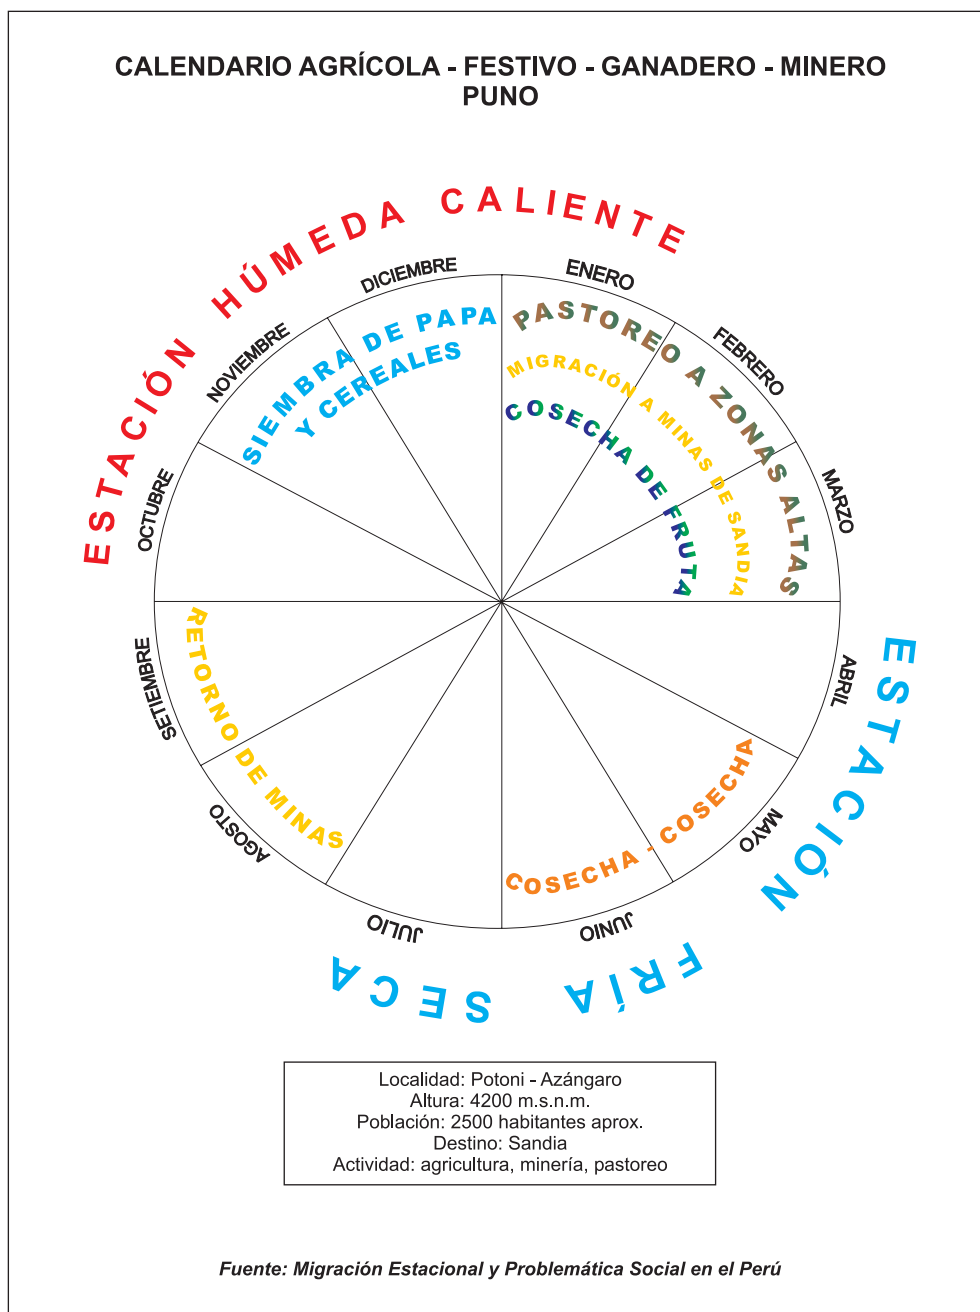 CALENDARIO AGRÍCOLA - FESTIVO - GANADERO - MINERO
PUNO
ESTACIÓN HÚMEDA CALIENTE
ENERO
FEBRERO
MARZO
ABRIL
MAYO
JUNIO
JULIO
AGOSTO
SETIEMBRE
OCTUBRE
NOVIEMBRE
DICIEMBRE
SIEMBRA DE PAPA
Y CEREALES
PASTOREO A ZONAS ALTAS
MIGRACIÓN A MINAS DE SANDIA
COSECHA DE FRUTA
COSECHA - COSECHA
RETORNO DE MINAS
ESTACIÓN FRÍA SECA
Localidad: Potoni - Azángaro
Altura: 4200 m.s.n.m.
Población: 2500 habitantes aprox.
Destino: Sandia
Actividad: agricultura, minería, pastoreo
Fuente: Migración Estacional y Problemática Social en el Perú